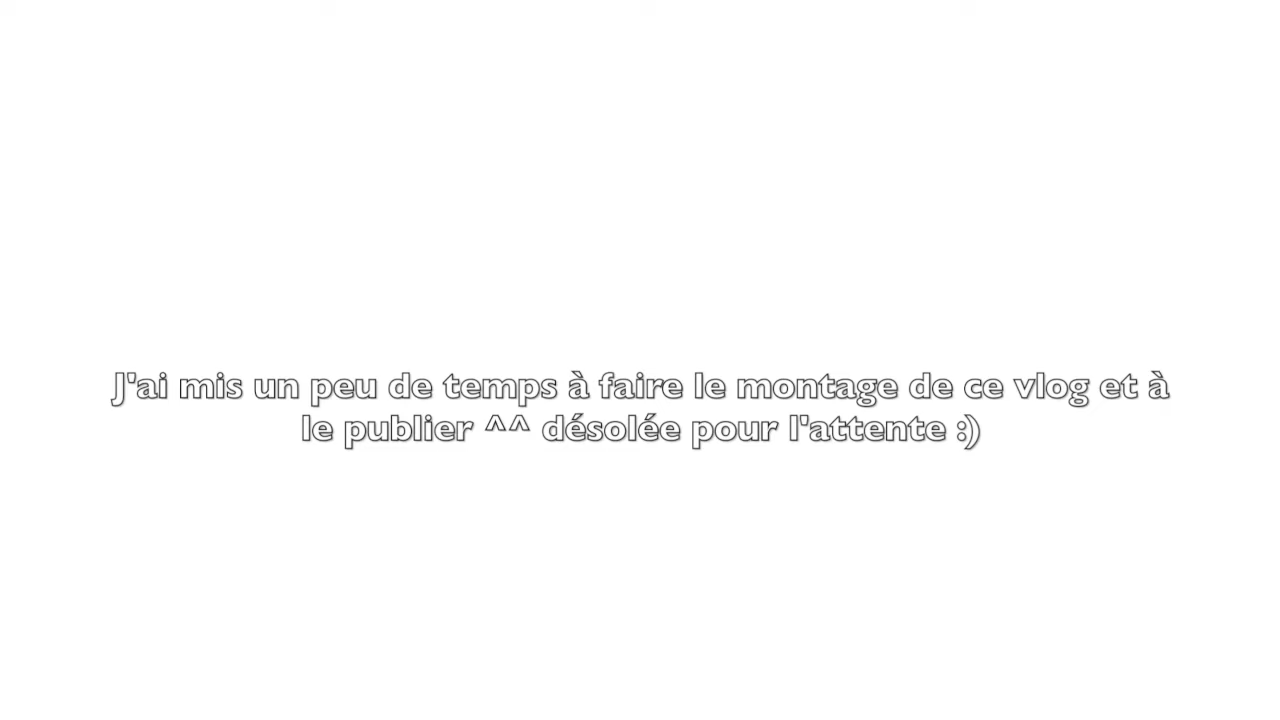 J'ai mis un peu de temps à faire le montage de ce vlog et à
le publier ^^ désolée pour l'attente :)